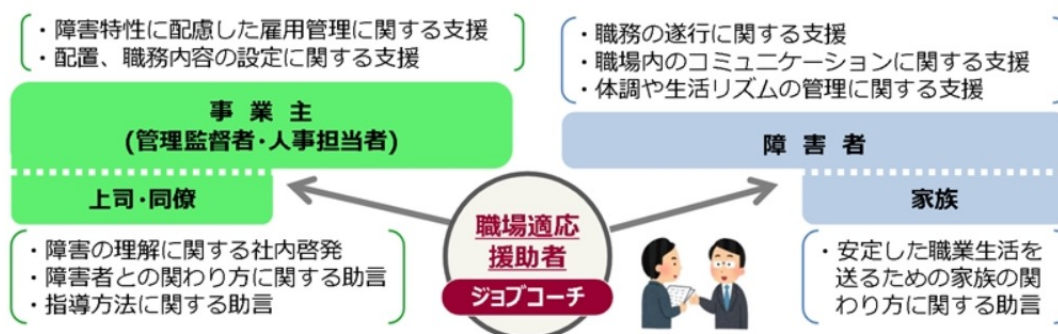 ・障害特性に配慮した雇用管理に関する支援
・配置、職務内容の設定に関する支援
事業主
(管理監督者・人事担当者)
上司・同僚
・障害の理解に関する社内啓発
・障害者との関わり方に関する助言
・指導方法に関する助言
職場適応
援助者
ジョブコーチ
・職務の遂行に関する支援
・職場内のコミュニケーションに関する支援
・体調や生活リズムの管理に関する支援
障害者
家族
・安定した職業生活を
送るための家族の関
わり方に関する助言